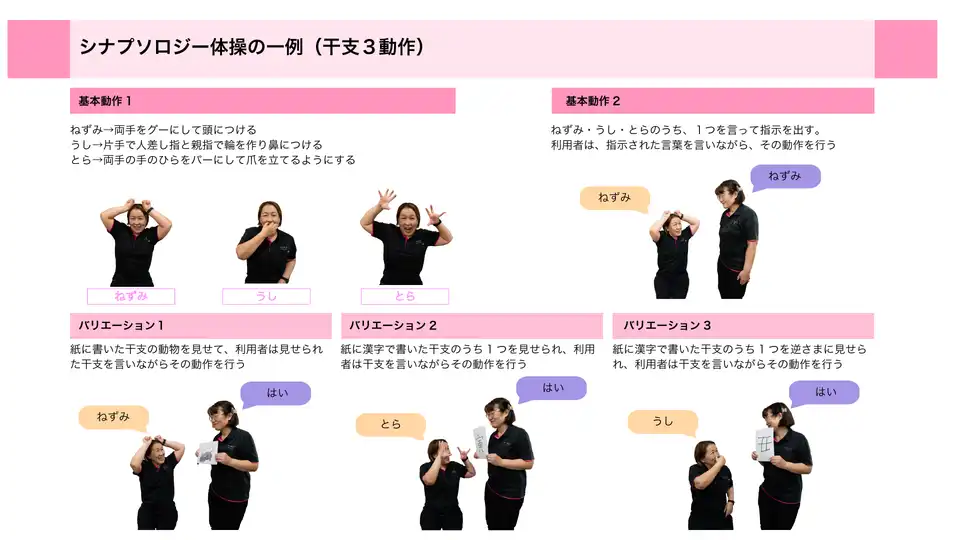 シナプソロジー体操の一例（干支３動作）
基本動作１
ねずみ→両手をグーにして頭につける
うし→片手で人差し指と親指で輪を作り鼻につける
とら→両手の手のひらをパーにして爪を立てるようにする
ねずみ
うし
とら
基本動作２
ねずみ・うし・とらのうち、１つを言って指示を出す。
利用者は、指示された言葉を言いながら、その動作を行う
ねずみ
ねずみ
バリエーション１
紙に書いた干支の動物を見せて、利用者は見せられ
た干支を言いながらその動作を行う
はい
ねずみ
バリエーション２
紙に漢字で書いた干支のうち１つを見せられ、利用
者は干支を言いながらその動作を行う
はい
とら
バリエーション３
紙に漢字で書いた干支のうち１つを逆さまに見せら
れ、利用者は干支を言いながらその動作を行う
はい
うし